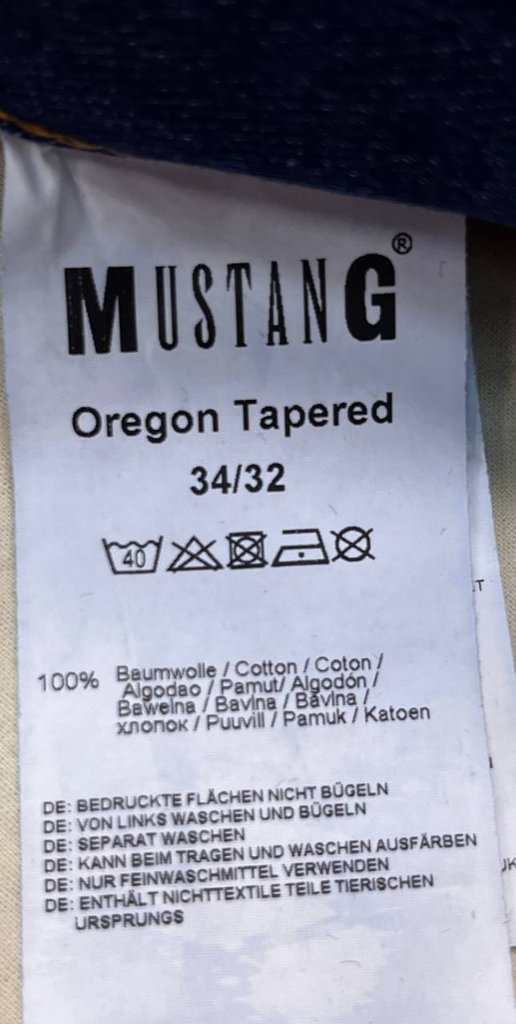 MUSTANG®
Oregon Tapered
34/32
40
100% Baumwolle / Cotton / Coton /
Algodao / Pamut/ Algodón /
Bawelna / Bavlna / Bãvlna /
хлопок / Puuvill / Pamuk / Katoen
DE: BEDRUCKTE FLÄCHEN NICHT BÜGELN
DE: VON LINKS WASCHEN UND BÜGELN
DE: SEPARAT WASCHEN
DE: KANN BEIM TRAGEN UND WASCHEN AUSFÄRBEN
DE: NUR FEINWASCHMITTEL VERWENDEN
DE: ENTHÄLT NICHTTEXTILE TEILE TIERISCHEN
URSPRUNGS